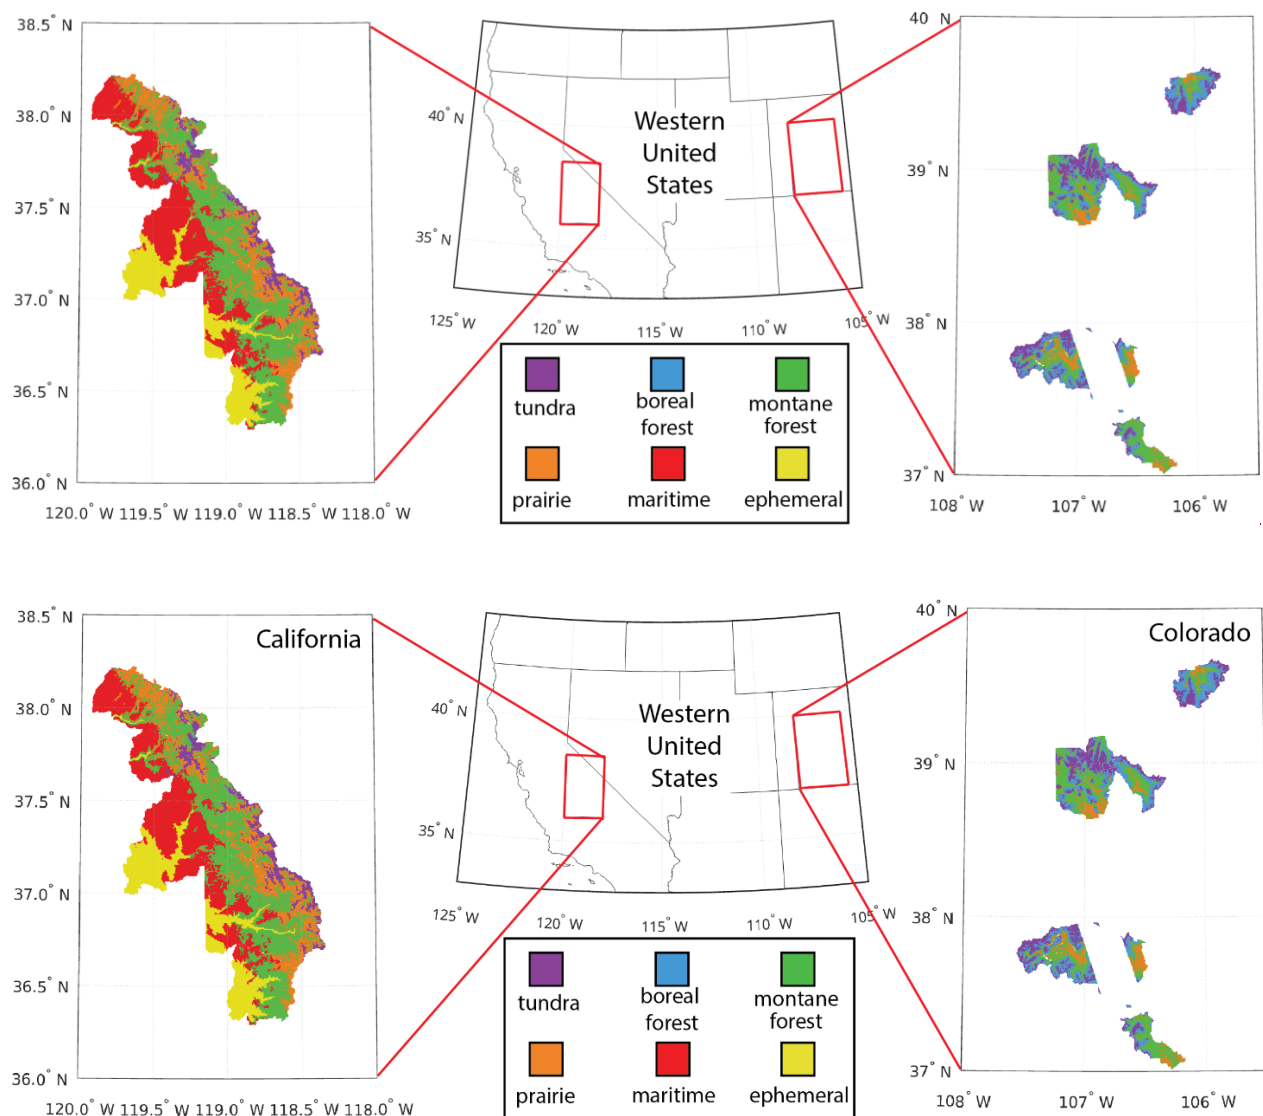 38.5° N
38.0° N
37.5° N
37.0° N
36.5° N
36.0° N
120.0° W 119.5° W 119.0° W 118.5° W 118.0° W
40° N
35° N
125° W
120° W
115° W
110° W
105° W
Western
United
States
tundra
boreal
forest
montane
forest
prairie
maritime
ephemeral
40° N
39° N
38° N
37° N
108° W
107° W
106° W
38.5° N
38.0° N
37.5° N
37.0° N
36.5° N
36.0° N
120.0° W 119.5° W 119.0° W 118.5° W 118.0° W
California
40° N
35° N
125° W
120° W
115° W
110° W
105° W
Western
United
States
tundra
boreal
forest
montane
forest
prairie
maritime
ephemeral
Colorado
40° N
39° N
38° N
37° N
108° W
107° W
106° W